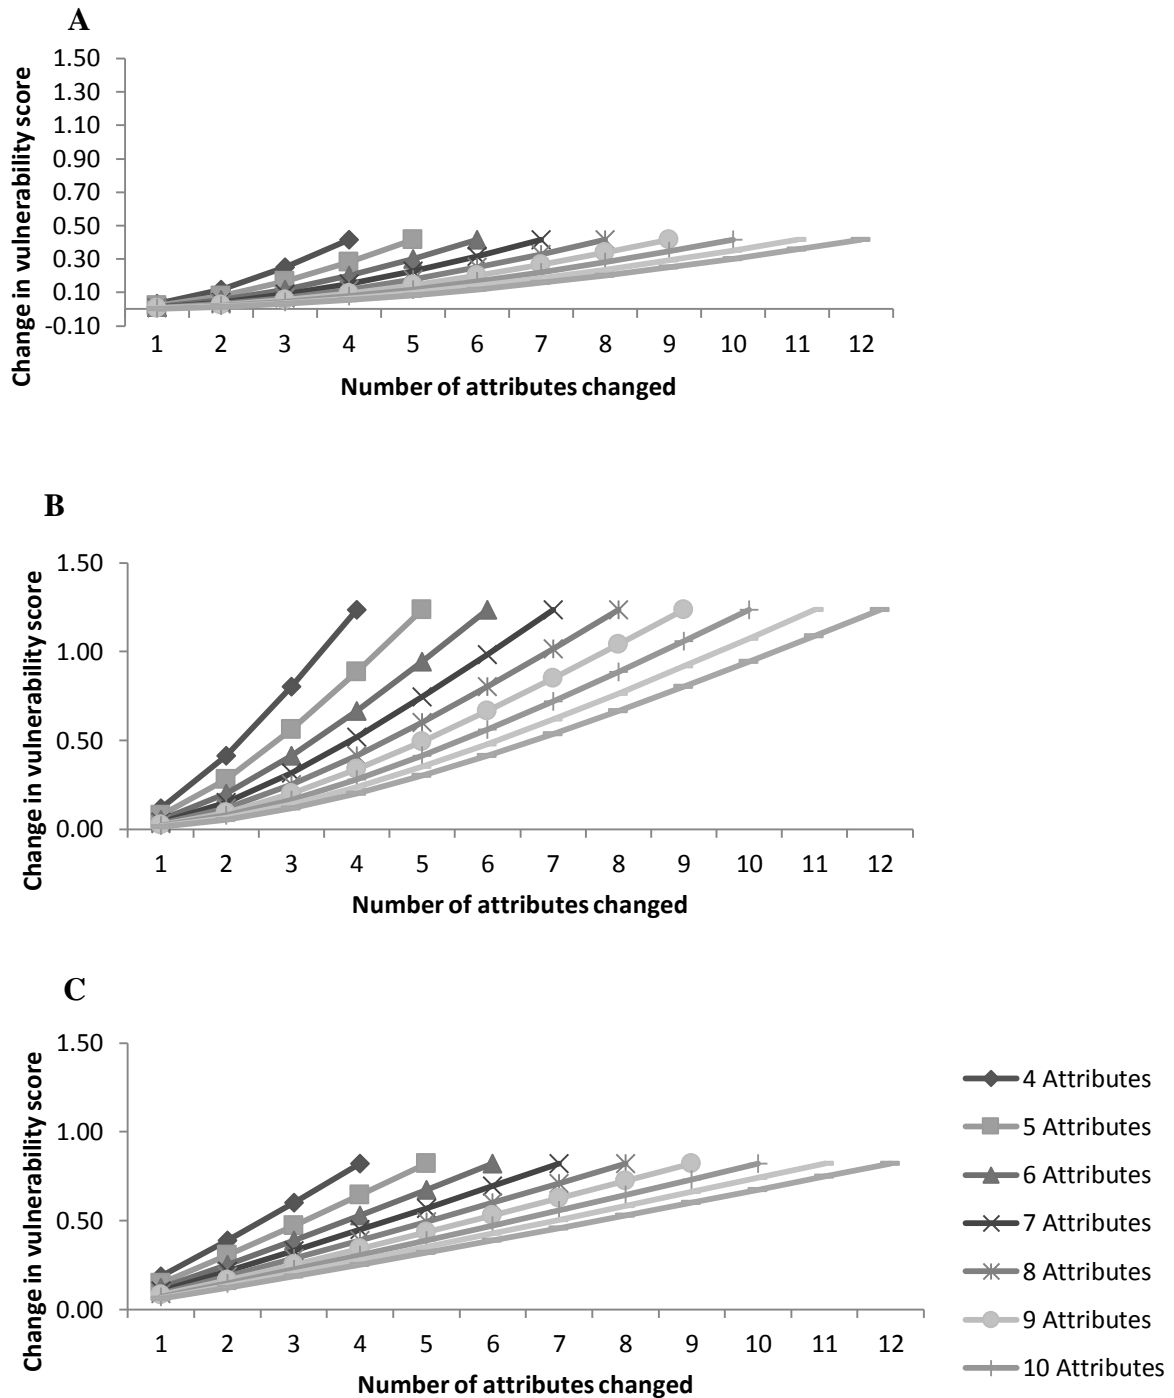 A
Change in vulnerability score
1.50
1.30
1.10
0.90
0.70
0.50
0.30
0.10
-0.10
1 2 3 4 5 6 7 8 9 10 11 12
Number of attributes changed
B
Change in vulnerability score
1.50
1.00
0.50
0.00
1 2 3 4 5 6 7 8 9 10 11 12
Number of attributes changed
C
Change in vulnerability score
1.50
1.00
0.50
0.00
1 2 3 4 5 6 7 8 9 10 11 12
Number of attributes changed
4 Attributes
5 Attributes
6 Attributes
7 Attributes
8 Attributes
9 Attributes
10 Attributes